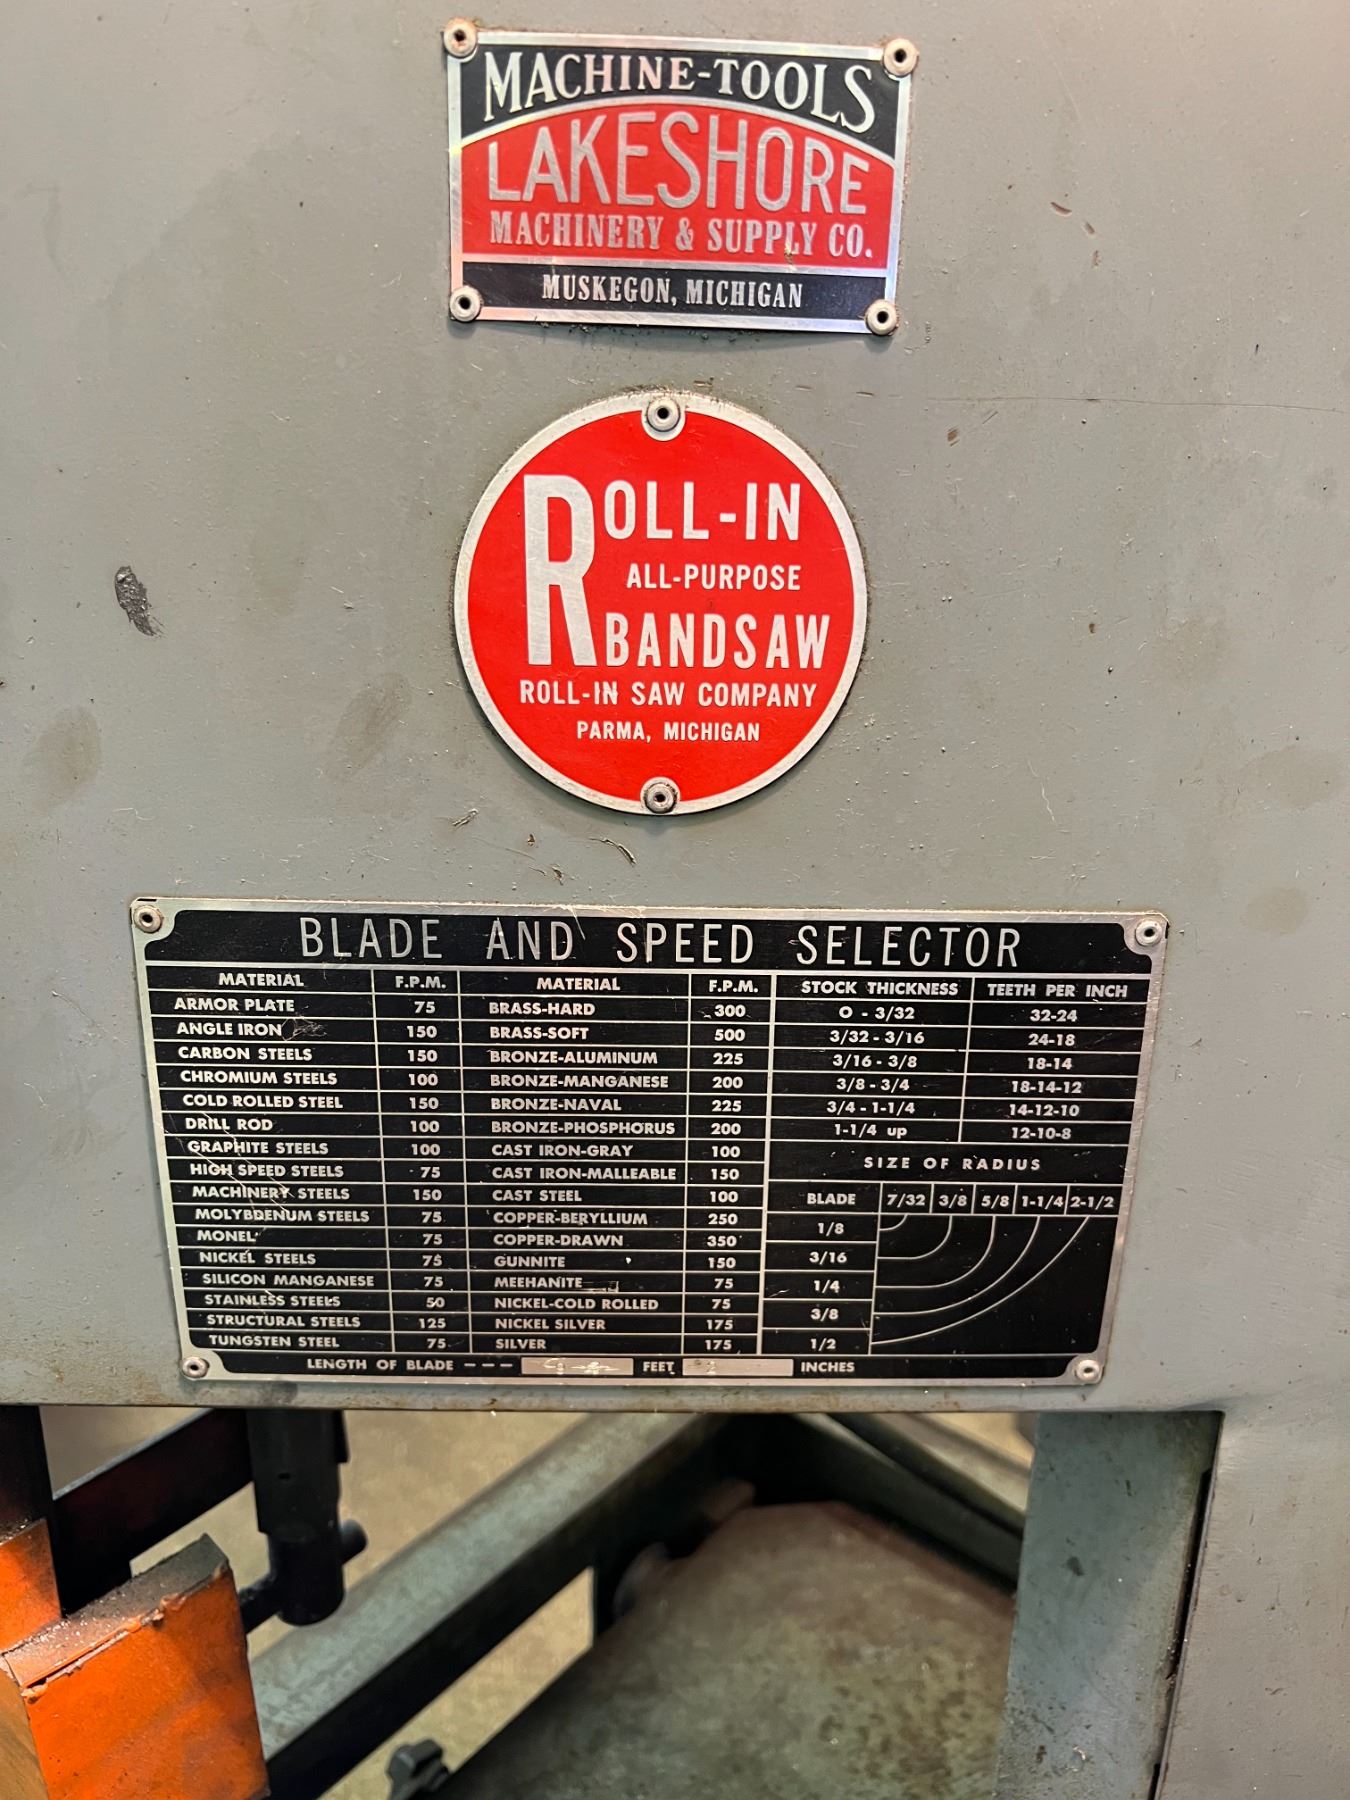 MACHINE-TOOLS
LAKESHORE
MACHINERY & SUPPLY CO.
MUSKEGON, MICHIGAN
ROLL-IN
ALL-PURPOSE
BANDSAW
ROLL-IN SAW COMPANY
PARMA, MICHIGAN
BLADE AND SPEED SELECTOR
MATERIAL F.P.M. MATERIAL F.P.M. STOCK THICKNESS TEETH PER INCH
ARMOR PLATE 75 BRASS-HARD 300 0 - 3/32 32-24
ANGLE IRON 150 BRASS-SOFT 500 3/32 - 3/16 24-18
CARBON STEELS 150 BRONZE-ALUMINUM 225 3/16 - 3/8 18-14
CHROMIUM STEELS 100 BRONZE-MANGANESE 200 3/8 - 3/4 18-14-12
COLD ROLLED STEEL 150 BRONZE-NAVAL 225 3/4 - 1-1/4 14-12-10
DRILL ROD 100 BRONZE-PHOSPHORUS 200 1-1/4 up 12-10-8
GRAPHITE STEELS 100 CAST IRON-GRAY 100 SIZE OF RADIUS
HIGH SPEED STEELS 75 CAST IRON-MALLEABLE 150
MACHINERY STEELS 150 CAST STEEL 100 BLADE 7/32 3/8 5/8 1-1/4 2-1/2
MOLYBDENUM STEELS 75 COPPER-BERYLLIUM 250 1/8
MONEL 75 COPPER-DRAWN 350
NICKEL STEELS 75 GUNNITE 150 3/16
SILICON MANGANESE 75 MEEHANITE 75 1/4
STAINLESS STEELS 50 NICKEL-COLD ROLLED 75 3/8
STRUCTURAL STEELS 125 NICKEL SILVER 175
TUNGSTEN STEEL 75 SILVER 175 1/2
LENGTH OF BLADE --- FEET INCHES